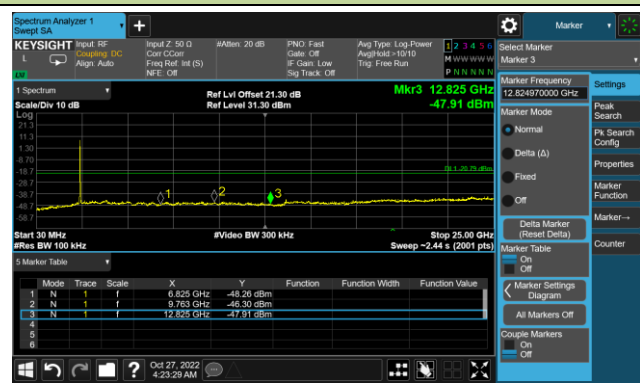 Spectrum Analyzer 1
Swept SA
+
Marker
KEYSIGHT
L
Input: RF
Coupling: DC
Align: Auto
Input Z: 50 Ω
Corr CCorr
Freq Ref: Int (S)
NFE: Off
#Atten: 20 dB
PNO: Fast
Gate: Off
IF Gain: Low
Sig Track: Off
Avg Type: Log-Power
Avg|Hold:>10/10
Trig: Free Run
1 2 3 4 5 6
M W W W W W
P N N N N N
LW
Select Marker
Marker 3
1 Spectrum
Scale/Div 10 dB
Ref Lvl Offset 21.30 dB
Ref Level 31.30 dBm
Mkr3 12.825 GHz
-47.91 dBm
Log
21.3
11.3
1.30
-8.70
-18.7
-28.7
-38.7
-48.7
-58.7
DL1 -20.79 dBm
1
2
3
Start 30 MHz
#Res BW 100 kHz
#Video BW 300 kHz
Stop 25.00 GHz
Sweep ~2.44 s (2001 pts)
5 Marker Table
Mode Trace Scale X Y Function Function Width Function Value
1 N 1 f 6.825 GHz -48.26 dBm
2 N 1 f 9.763 GHz -46.30 dBm
3 N 1 f 12.825 GHz -47.91 dBm
4
5
6
Marker Frequency
12.824970000 GHz
Marker Mode
Normal
Delta (Δ)
Fixed
Off
Delta Marker
(Reset Delta)
Marker Table
On
Off
Marker Settings
Diagram
All Markers Off
Couple Markers
On
Off
Settings
Peak
Search
Pk Search
Config
Properties
Marker
Function
Marker→
Counter
?
Oct 27, 2022
4:23:29 AM